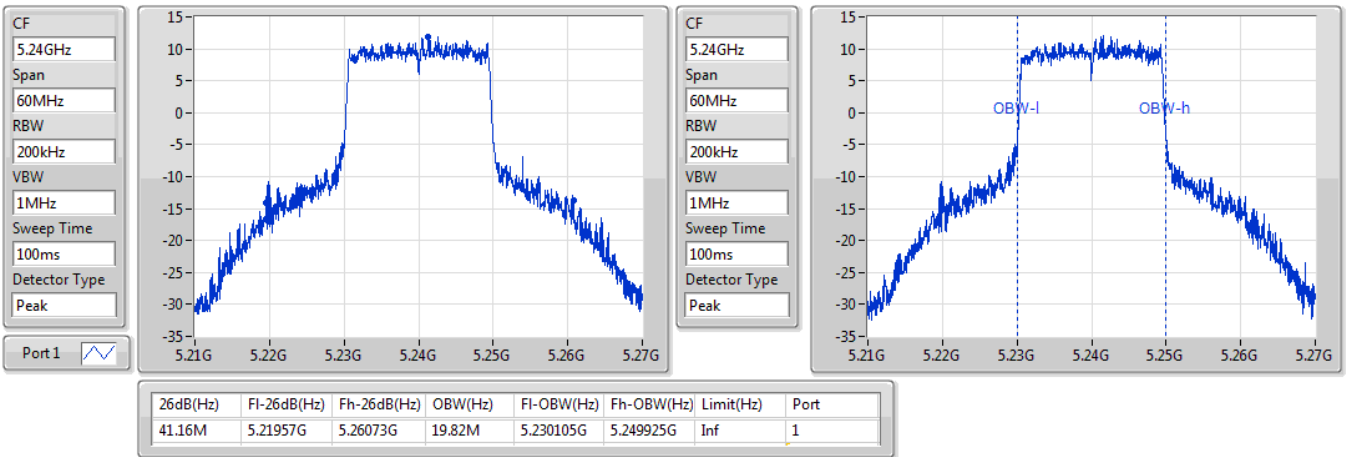 CF
5.24GHz
Span
60MHz
RBW
200kHz
VBW
1MHz
Sweep Time
100ms
Detector Type
Peak
Port 1
15
10
5
0
-5
-10
-15
-20
-25
-30
-35
5.21G 5.22G 5.23G 5.24G 5.25G 5.26G 5.27G
CF
5.24GHz
Span
60MHz
RBW
200kHz
VBW
1MHz
Sweep Time
100ms
Detector Type
Peak
15
10
5
0
-5
-10
-15
-20
-25
-30
-35
OBW-l OBW-h
5.21G 5.22G 5.23G 5.24G 5.25G 5.26G 5.27G
26dB(Hz) Fl-26dB(Hz) Fh-26dB(Hz) OBW(Hz) Fl-OBW(Hz) Fh-OBW(Hz) Limit(Hz) Port
41.16M 5.21957G 5.26073G 19.82M 5.230105G 5.249925G Inf 1